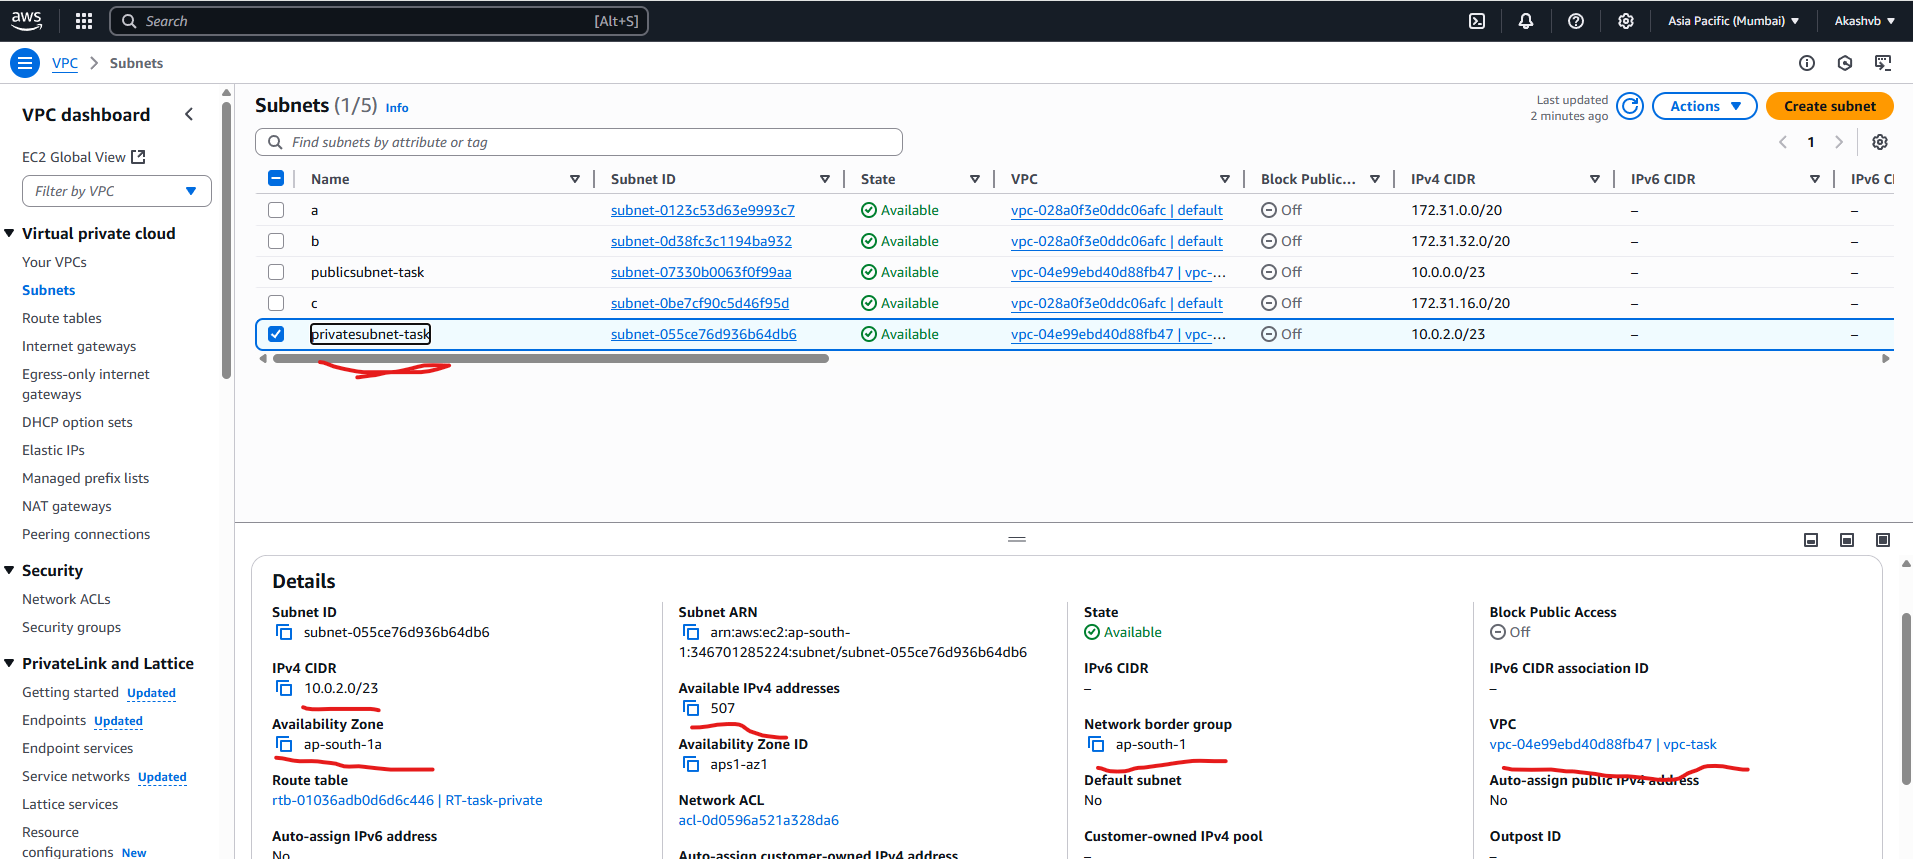 aws
Search [Alt+S]
Asia Pacific (Mumbai)
Akashvb
VPC
Subnets
VPC dashboard
EC2 Global View
Filter by VPC
Virtual private cloud
Your VPCs
Subnets
Route tables
Internet gateways
Egress-only internet
gateways
DHCP option sets
Elastic IPs
Managed prefix lists
NAT gateways
Peering connections
Security
Network ACLs
Security groups
PrivateLink and Lattice
Getting started Updated
Endpoints Updated
Endpoint services
Service networks Updated
Lattice services
Resource
configurations New
Subnets (1/5) Info
Last updated
2 minutes ago
Actions
Create subnet
Find subnets by attribute or tag
1
Name Subnet ID State VPC Block Public... IPv4 CIDR IPv6 CIDR IPv6 CI
a subnet-0123c53d63e9993c7 Available vpc-028a0f3e0ddc06afc | default Off 172.31.0.0/20 – –
b subnet-0d38fc3c1194ba932 Available vpc-028a0f3e0ddc06afc | default Off 172.31.32.0/20 – –
publicsubnet-task subnet-07330b0063f0f99aa Available vpc-04e99ebd40d88fb47 | vpc-... Off 10.0.0.0/23 – –
c subnet-0be7cf90c5d46f95d Available vpc-028a0f3e0ddc06afc | default Off 172.31.16.0/20 – –
privatesubnet-task subnet-055ce76d936b64db6 Available vpc-04e99ebd40d88fb47 | vpc-... Off 10.0.2.0/23 – –
Details
Subnet ID
subnet-055ce76d936b64db6
IPv4 CIDR
10.0.2.0/23
Availability Zone
ap-south-1a
Route table
rtb-01036adb0d6d6c446 | RT-task-private
Auto-assign IPv6 address
No
Subnet ARN
arn:aws:ec2:ap-south-
1:346701285224:subnet/subnet-055ce76d936b64db6
Available IPv4 addresses
507
Availability Zone ID
aps1-az1
Network ACL
acl-0d0596a521a328da6
Auto-assign customer-owned IPv4 address
State
Available
IPv6 CIDR
–
Network border group
ap-south-1
Default subnet
No
Customer-owned IPv4 pool
–
Block Public Access
Off
IPv6 CIDR association ID
–
VPC
vpc-04e99ebd40d88fb47 | vpc-task
Auto-assign public IPv4 address
No
Outpost ID
–